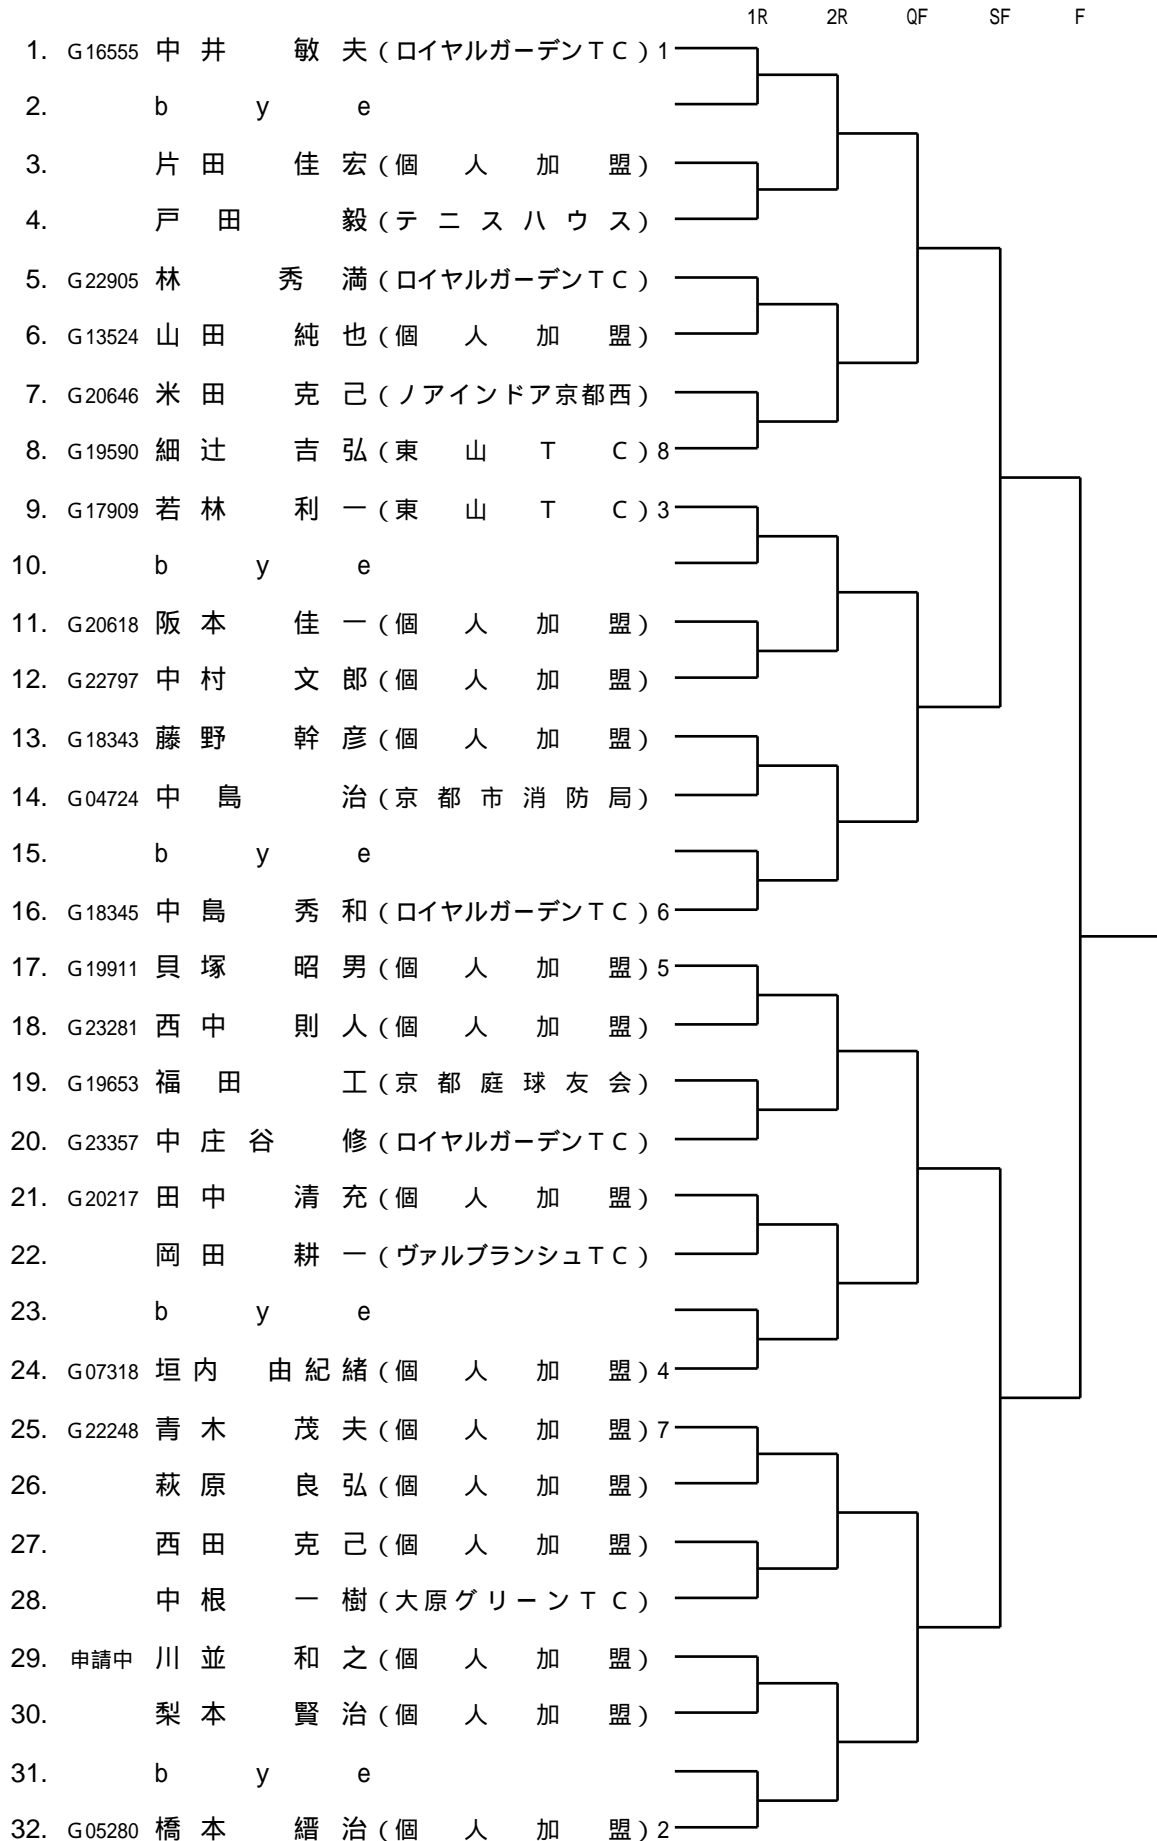 1R 2R QF SF F
1. G16555 中井 敏夫 (ロイヤルガーデンTC) 1
2. bye
3. 片田 佳宏 (個人加盟)
4. 戸田 毅 (テニスハウス)
5. G22905 林 秀満 (ロイヤルガーデンTC)
6. G13524 山田 純也 (個人加盟)
7. G20646 米田 克己 (ノアインドア京都西)
8. G19590 細辻 吉弘 (東山TC) 8
9. G17909 若林 利一 (東山TC) 3
10. bye
11. G20618 阪本 佳一 (個人加盟)
12. G22797 中村 文郎 (個人加盟)
13. G18343 藤野 幹彦 (個人加盟)
14. G04724 中島 治 (京都市消防局)
15. bye
16. G18345 中島 秀和 (ロイヤルガーデンTC) 6
17. G19911 貝塚 昭男 (個人加盟) 5
18. G23281 西中 則人 (個人加盟)
19. G19653 福田 工 (京都庭球友会)
20. G23357 中庄谷 修 (ロイヤルガーデンTC)
21. G20217 田中 清充 (個人加盟)
22. 岡田 耕一 (ヴァルブランシュTC)
23. bye
24. G07318 垣内 由紀緒 (個人加盟) 4
25. G22248 青木 茂夫 (個人加盟) 7
26. 萩原 良弘 (個人加盟)
27. 西田 克己 (個人加盟)
28. 中根 一樹 (大原グリーンTC)
29. 申請中 川並 和之 (個人加盟)
30. 梨本 賢治 (個人加盟)
31. bye
32. G05280 橋本 縉治 (個人加盟) 2